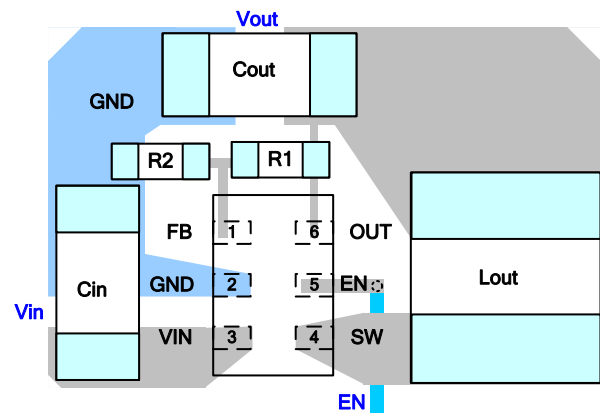 Vout
Cout
GND
R2 R1
FB 1 6 OUT
GND 2 5 EN
Cin Lout
Vin
VIN 3 4 SW
EN